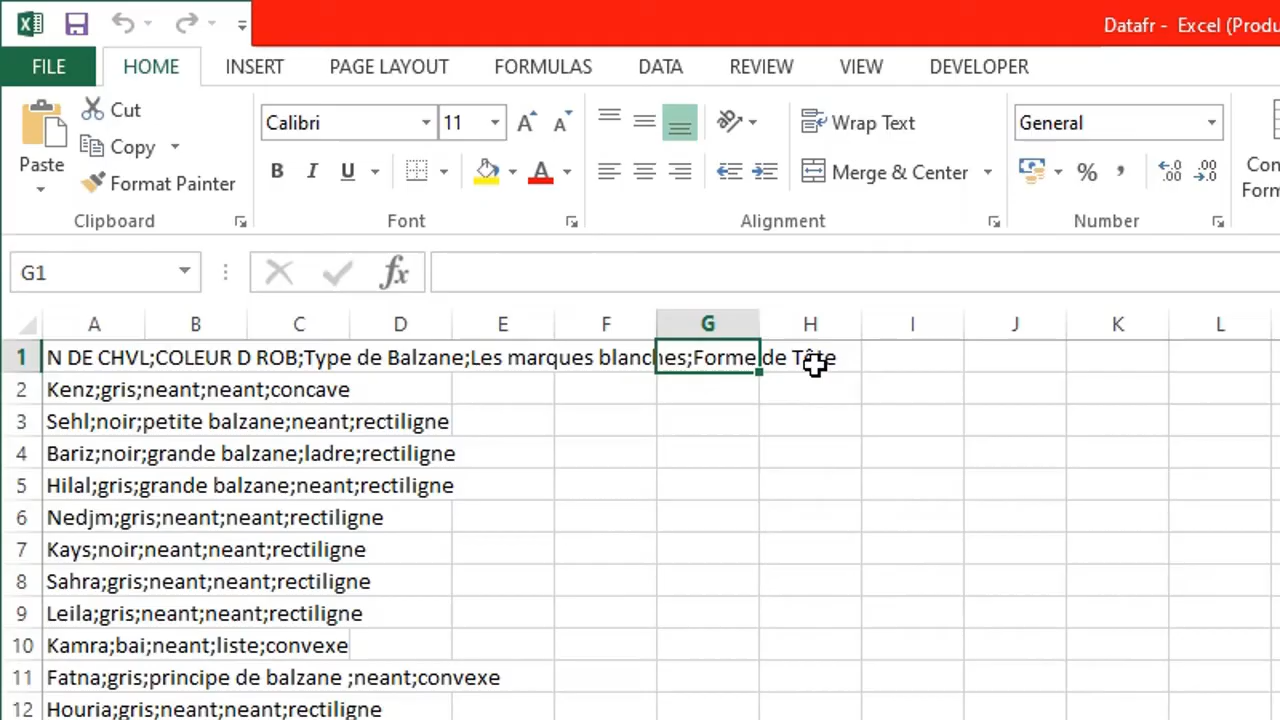 Datafr - Excel (Produ
FILE HOME INSERT PAGE LAYOUT FORMULAS DATA REVIEW VIEW DEVELOPER
Paste
Cut
Copy
Format Painter
Clipboard
Calibri 11
B I U A
Font
Wrap Text
Merge & Center
Alignment
General
% ,
Number
Con
Form
G1 fx
A B C D E F G H I J K L
1 N DE CHVL;COLEUR D ROB;Type de Balzane;Les marques blanches;Forme de Tête
2 Kenz;gris;neant;neant;concave
3 Sehl;noir;petite balzane;neant;rectiligne
4 Bariz;noir;grande balzane;ladre;rectiligne
5 Hilal;gris;grande balzane;neant;rectiligne
6 Nedjm;gris;neant;neant;rectiligne
7 Kays;noir;neant;neant;rectiligne
8 Sahra;gris;neant;neant;rectiligne
9 Leila;gris;neant;neant;rectiligne
10 Kamra;bai;neant;liste;convexe
11 Fatna;gris;principe de balzane ;neant;convexe
12 Houria;gris;neant;neant;rectiligne